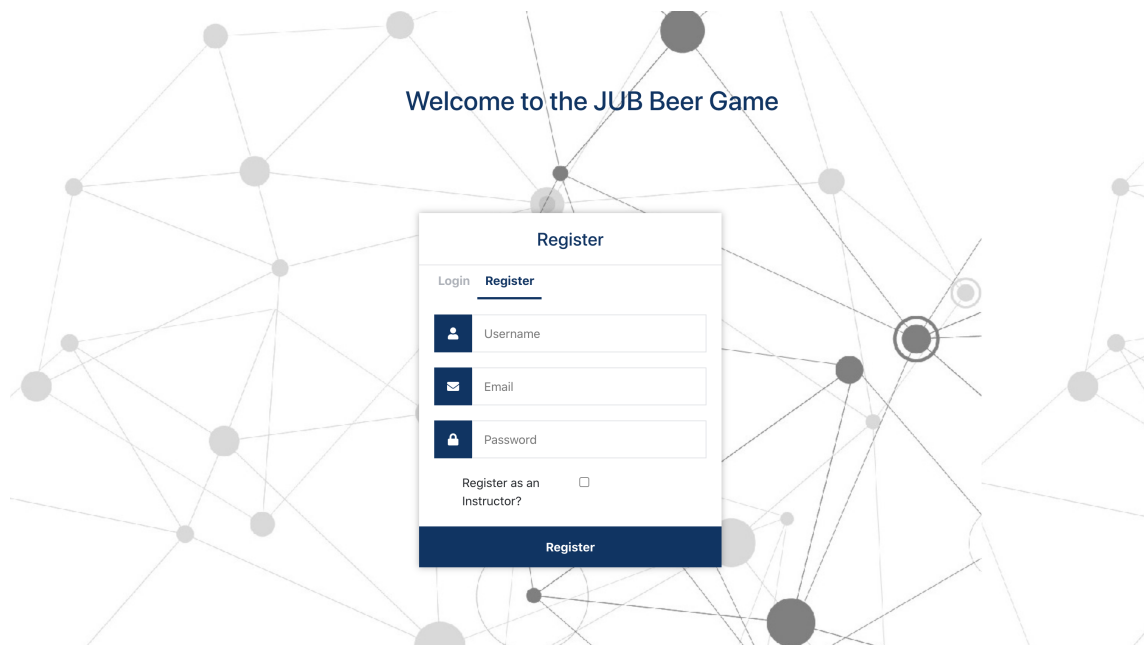 Welcome to the JUB Beer Game
Register
Login Register
Username
Email
Password
Register as an
Instructor?
Register